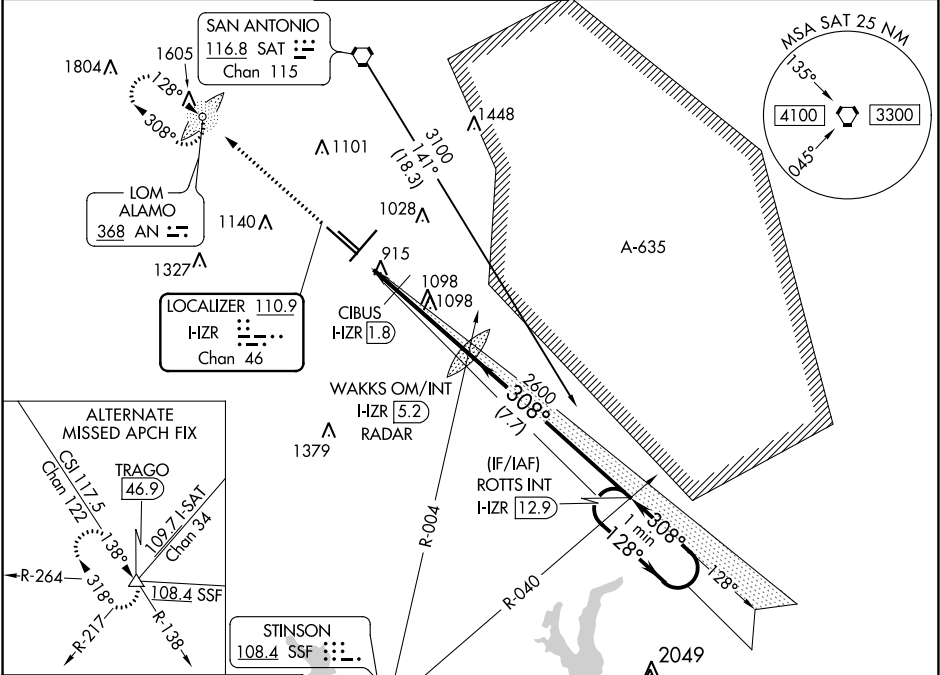 SAN ANTONIO
116.8 SAT
Chan 115
1804
1605
128°
308°
LOM
ALAMO
368 AN
1101
1140
1327
1028
1448
3100
141°
(18.3)
MSA SAT 25 NM
135°
4100
3300
045°
A-635
LOCALIZER 110.9
I-IZR
Chan 46
915
1098
1098
CIBUS
I-IZR 1.8
WAKKS OM/INT
I-IZR 5.2
RADAR
1379
2600
308°
(7.7)
(IF/IAF)
ROTTS INT
I-IZR 12.9
1 min
308°
128°
128°
R-004
R-040
ALTERNATE
MISSED APCH FIX
TRAGO
46.9
CSI 117.5
Chan 122
109.7 I-SAT
Chan 34
138°
318°
R-264
R-217
R-138
108.4 SSF
STINSON
108.4 SSF
2049